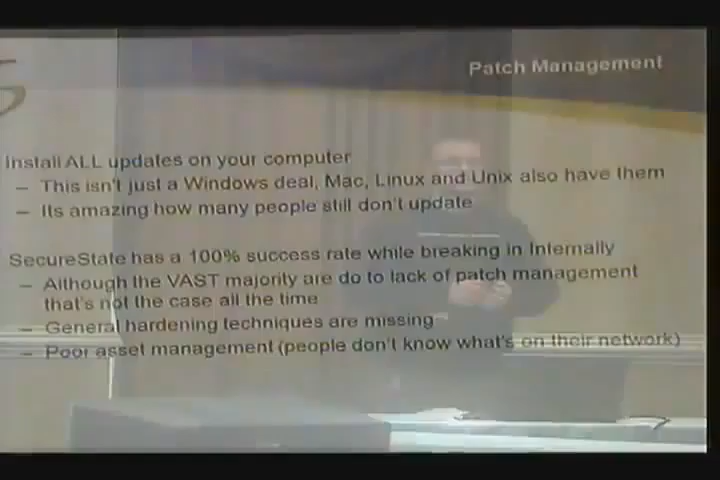 Patch Management
Install ALL updates on your computer
– This isn't just a Windows deal, Mac, Linux and Unix also have them
– Its amazing how many people still don't update
SecureState has a 100% success rate while breaking in Internally
– Although the VAST majority are do to lack of patch management
that's not the case all the time
– General hardening techniques are missing
– Poor asset management (people don't know what's on their network)